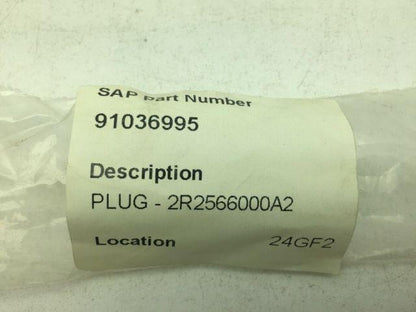 SAP Part Number
91036995
Description
PLUG - 2R2566000A2
Location 24GF2